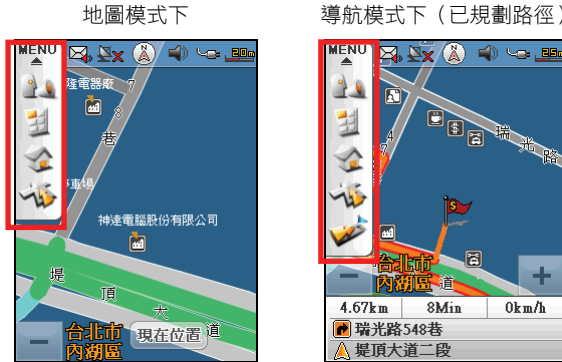 地圖模式下
導航模式下（已規劃路徑）
MENU
20m
隆電器廠
7
8
巷
停車場
神達電腦股份有限公司
堤
頂
大
道
台北市
內湖區
現在位置
MENU
25m
4
7
瑞
光
路
S
台北市
內湖區
道
4.67km
8Min
0km/h
瑞光路548巷
堤頂大道二段